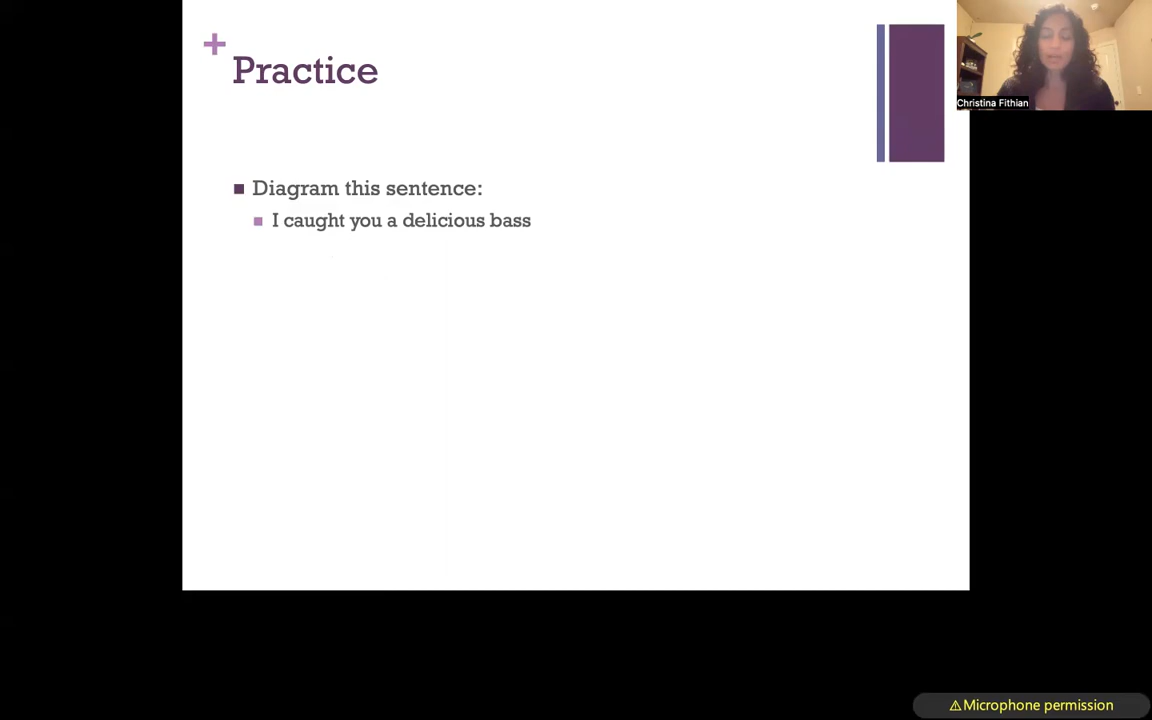 +
Practice
Christina Fithian
Diagram this sentence:
I caught you a delicious bass
⚠Microphone permission